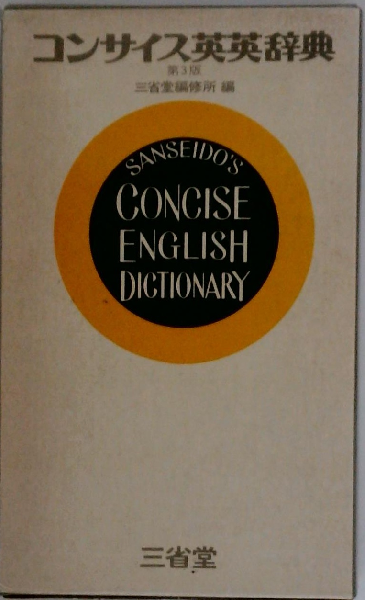 コンサイス英英辞典
第3版
三省堂編修所 編
SANSEIDO'S
CONCISE
ENGLISH
DICTIONARY
三省堂